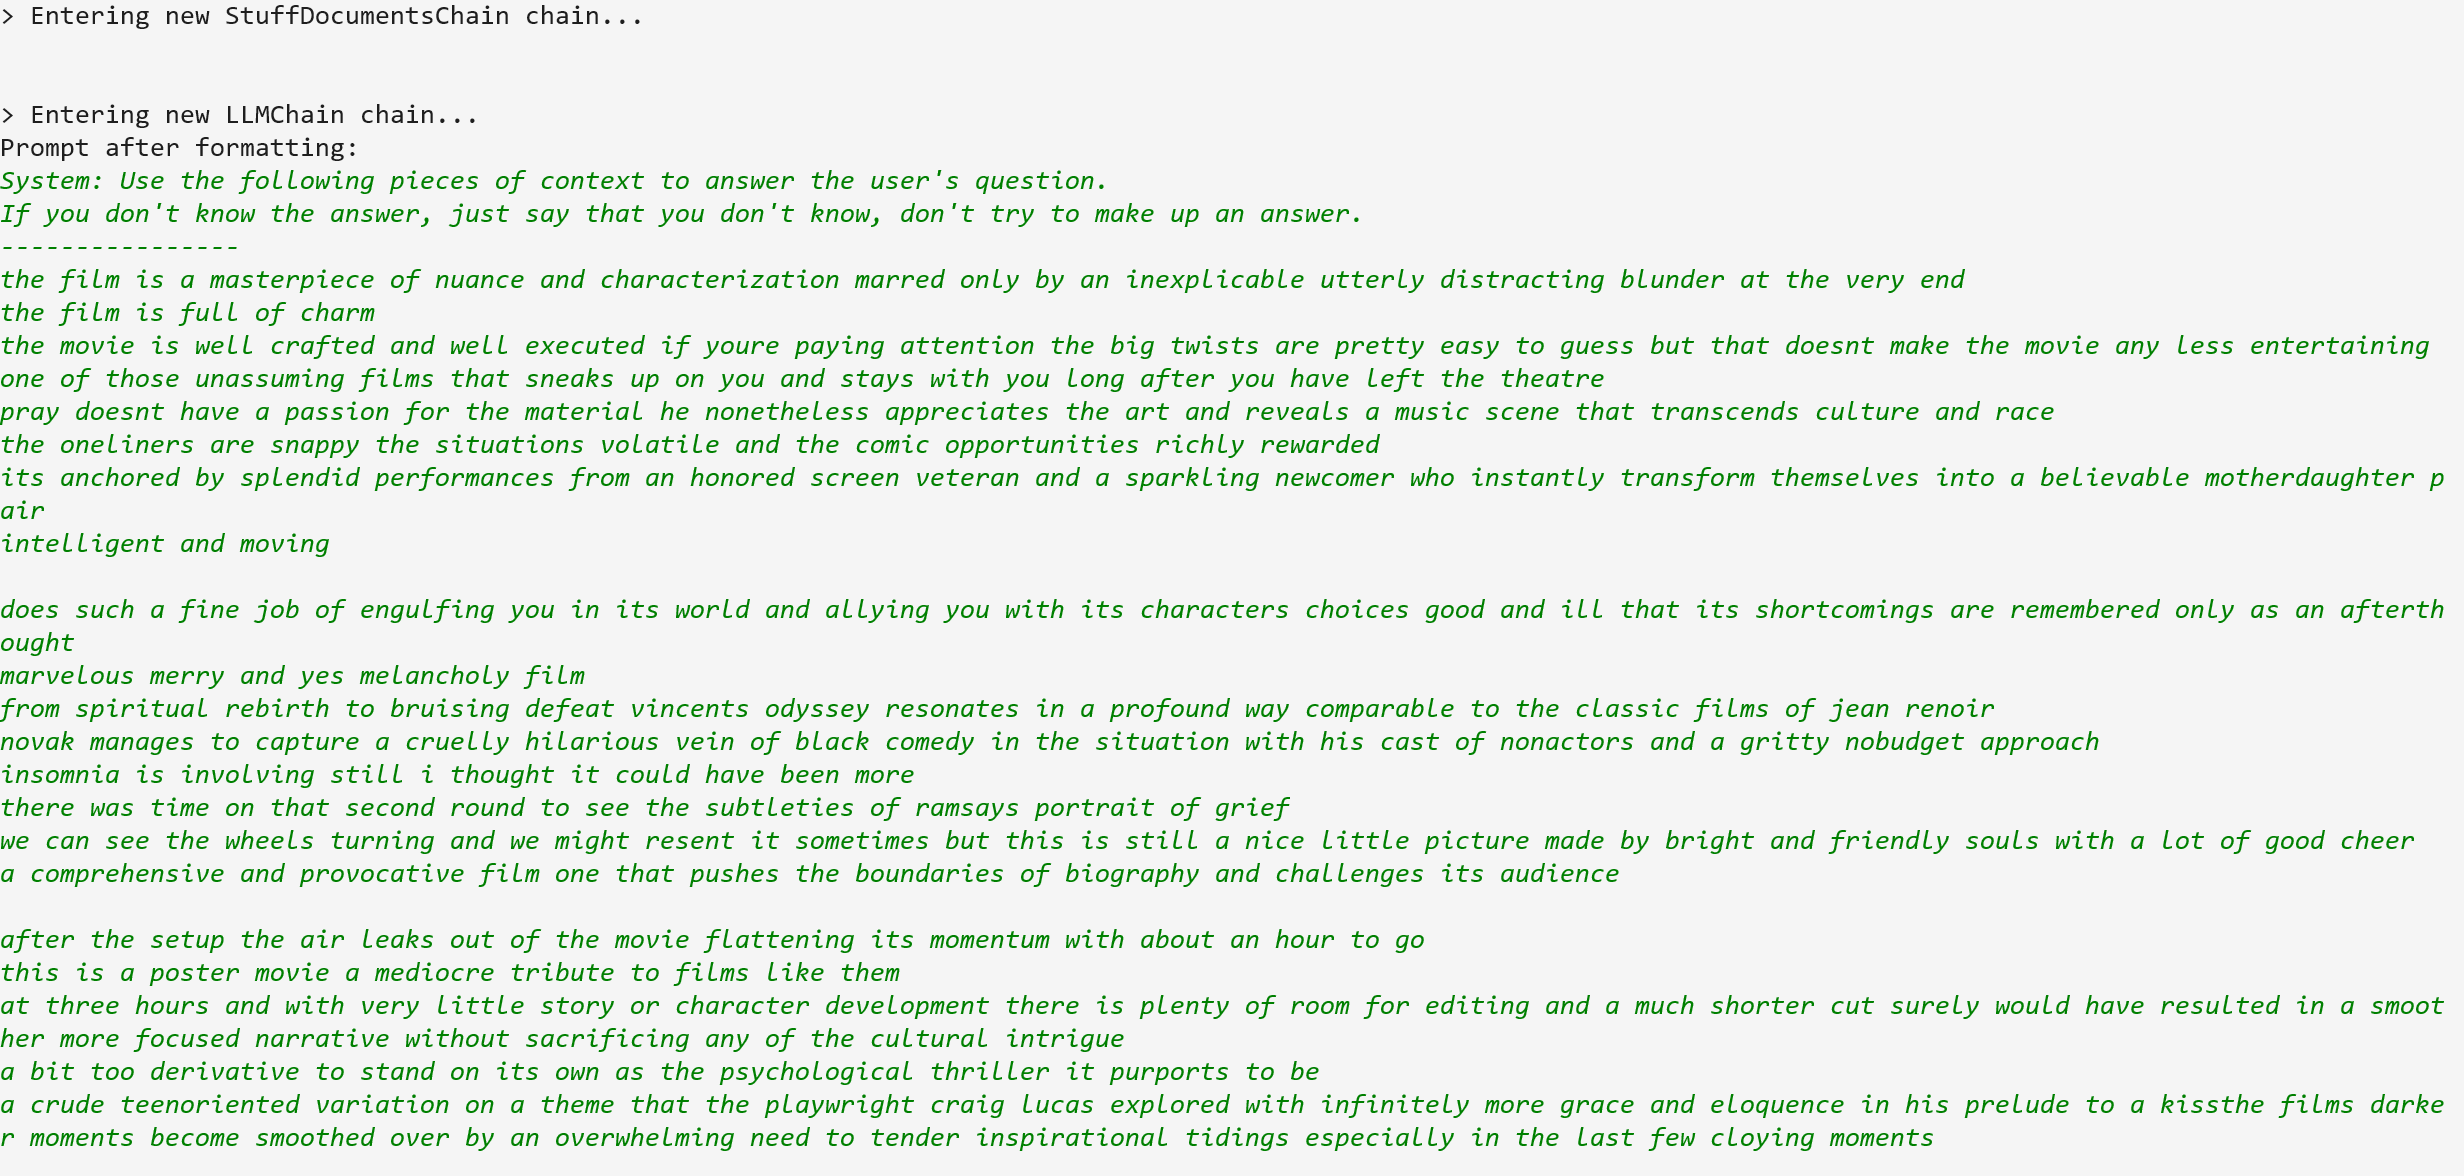 > Entering new StuffDocumentsChain chain...
> Entering new LLMChain chain...
Prompt after formatting:
System: Use the following pieces of context to answer the user's question.
If you don't know the answer, just say that you don't know, don't try to make up an answer.
----------------
the film is a masterpiece of nuance and characterization marred only by an inexplicable utterly distracting blunder at the very end
the film is full of charm
the movie is well crafted and well executed if youre paying attention the big twists are pretty easy to guess but that doesnt make the movie any less entertaining
one of those unassuming films that sneaks up on you and stays with you long after you have left the theatre
pray doesnt have a passion for the material he nonetheless appreciates the art and reveals a music scene that transcends culture and race
the oneliners are snappy the situations volatile and the comic opportunities richly rewarded
its anchored by splendid performances from an honored screen veteran and a sparkling newcomer who instantly transform themselves into a believable motherdaughter p
air
intelligent and moving
does such a fine job of engulfing you in its world and allying you with its characters choices good and ill that its shortcomings are remembered only as an afterth
ought
marvelous merry and yes melancholy film
from spiritual rebirth to bruising defeat vincents odyssey resonates in a profound way comparable to the classic films of jean renoir
novak manages to capture a cruelly hilarious vein of black comedy in the situation with his cast of nonactors and a gritty nobudget approach
insomnia is involving still i thought it could have been more
there was time on that second round to see the subtleties of ramsays portrait of grief
we can see the wheels turning and we might resent it sometimes but this is still a nice little picture made by bright and friendly souls with a lot of good cheer
a comprehensive and provocative film one that pushes the boundaries of biography and challenges its audience
after the setup the air leaks out of the movie flattening its momentum with about an hour to go
this is a poster movie a mediocre tribute to films like them
at three hours and with very little story or character development there is plenty of room for editing and a much shorter cut surely would have resulted in a smoot
her more focused narrative without sacrificing any of the cultural intrigue
a bit too derivative to stand on its own as the psychological thriller it purports to be
a crude teenoriented variation on a theme that the playwright craig lucas explored with infinitely more grace and eloquence in his prelude to a kissthe films darke
r moments become smoothed over by an overwhelming need to tender inspirational tidings especially in the last few cloying moments